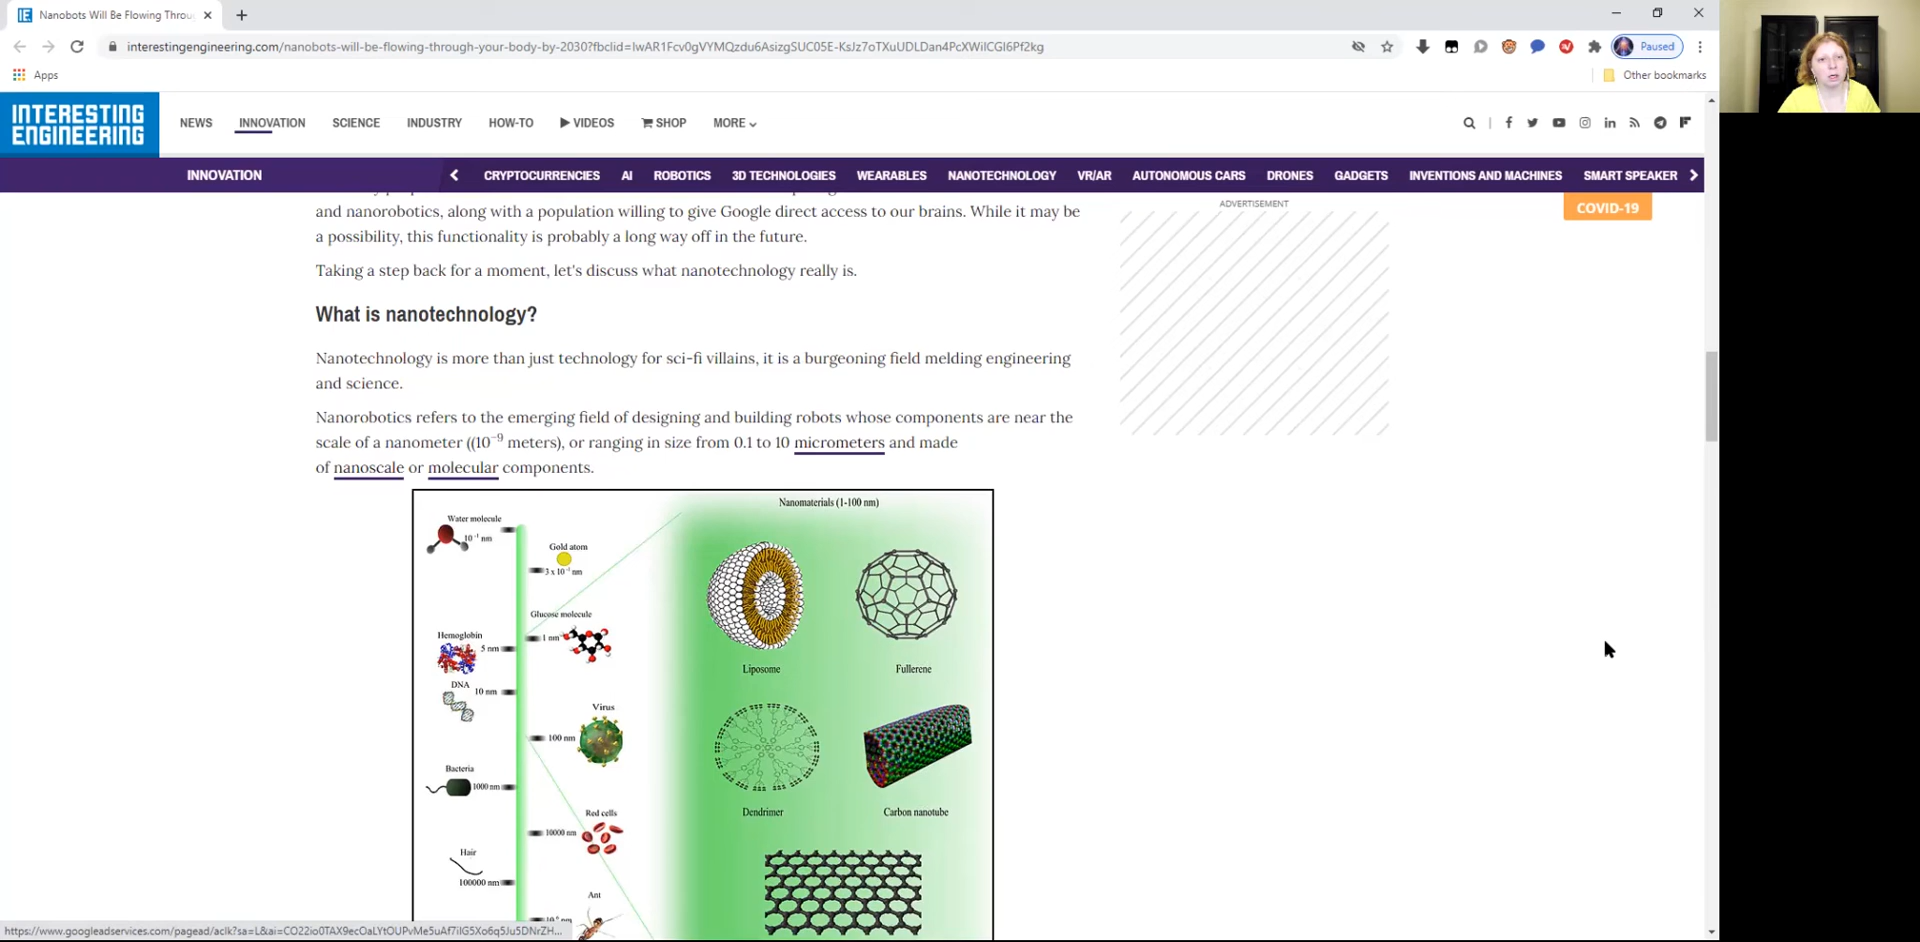 Nanobots Will Be Flowing Throu
interestingengineering.com/nanobots-will-be-flowing-through-your-body-by-2030?fbclid=IwAR1Fcv0gVYMQzdu6AsizgSUC05E-KsJz7oTXuUDLDan4PcXWilCGl6Pf2kg
Paused
Apps
Other bookmarks
INTERESTING
ENGINEERING
NEWS INNOVATION SCIENCE INDUSTRY HOW-TO VIDEOS SHOP MORE
INNOVATION
CRYPTOCURRENCIES AI ROBOTICS 3D TECHNOLOGIES WEARABLES NANOTECHNOLOGY VR/AR AUTONOMOUS CARS DRONES GADGETS INVENTIONS AND MACHINES SMART SPEAKER
ADVERTISEMENT
COVID-19
and nanorobotics, along with a population willing to give Google direct access to our brains. While it may be
a possibility, this functionality is probably a long way off in the future.
Taking a step back for a moment, let's discuss what nanotechnology really is.
What is nanotechnology?
Nanotechnology is more than just technology for sci-fi villains, it is a burgeoning field melding engineering
and science.
Nanorobotics refers to the emerging field of designing and building robots whose components are near the
scale of a nanometer ((10⁻⁹ meters), or ranging in size from 0.1 to 10 micrometers and made
of nanoscale or molecular components.
Nanomaterials (1-100 nm)
Water molecule
10⁻¹ nm
Gold atom
3 x 10⁻¹ nm
Glucose molecule
1 nm
Hemoglobin
5 nm
DNA
10 nm
Virus
100 nm
Bacteria
1000 nm
Red cells
10000 nm
Hair
100000 nm
Ant
Liposome
Fullerene
Dendrimer
Carbon nanotube